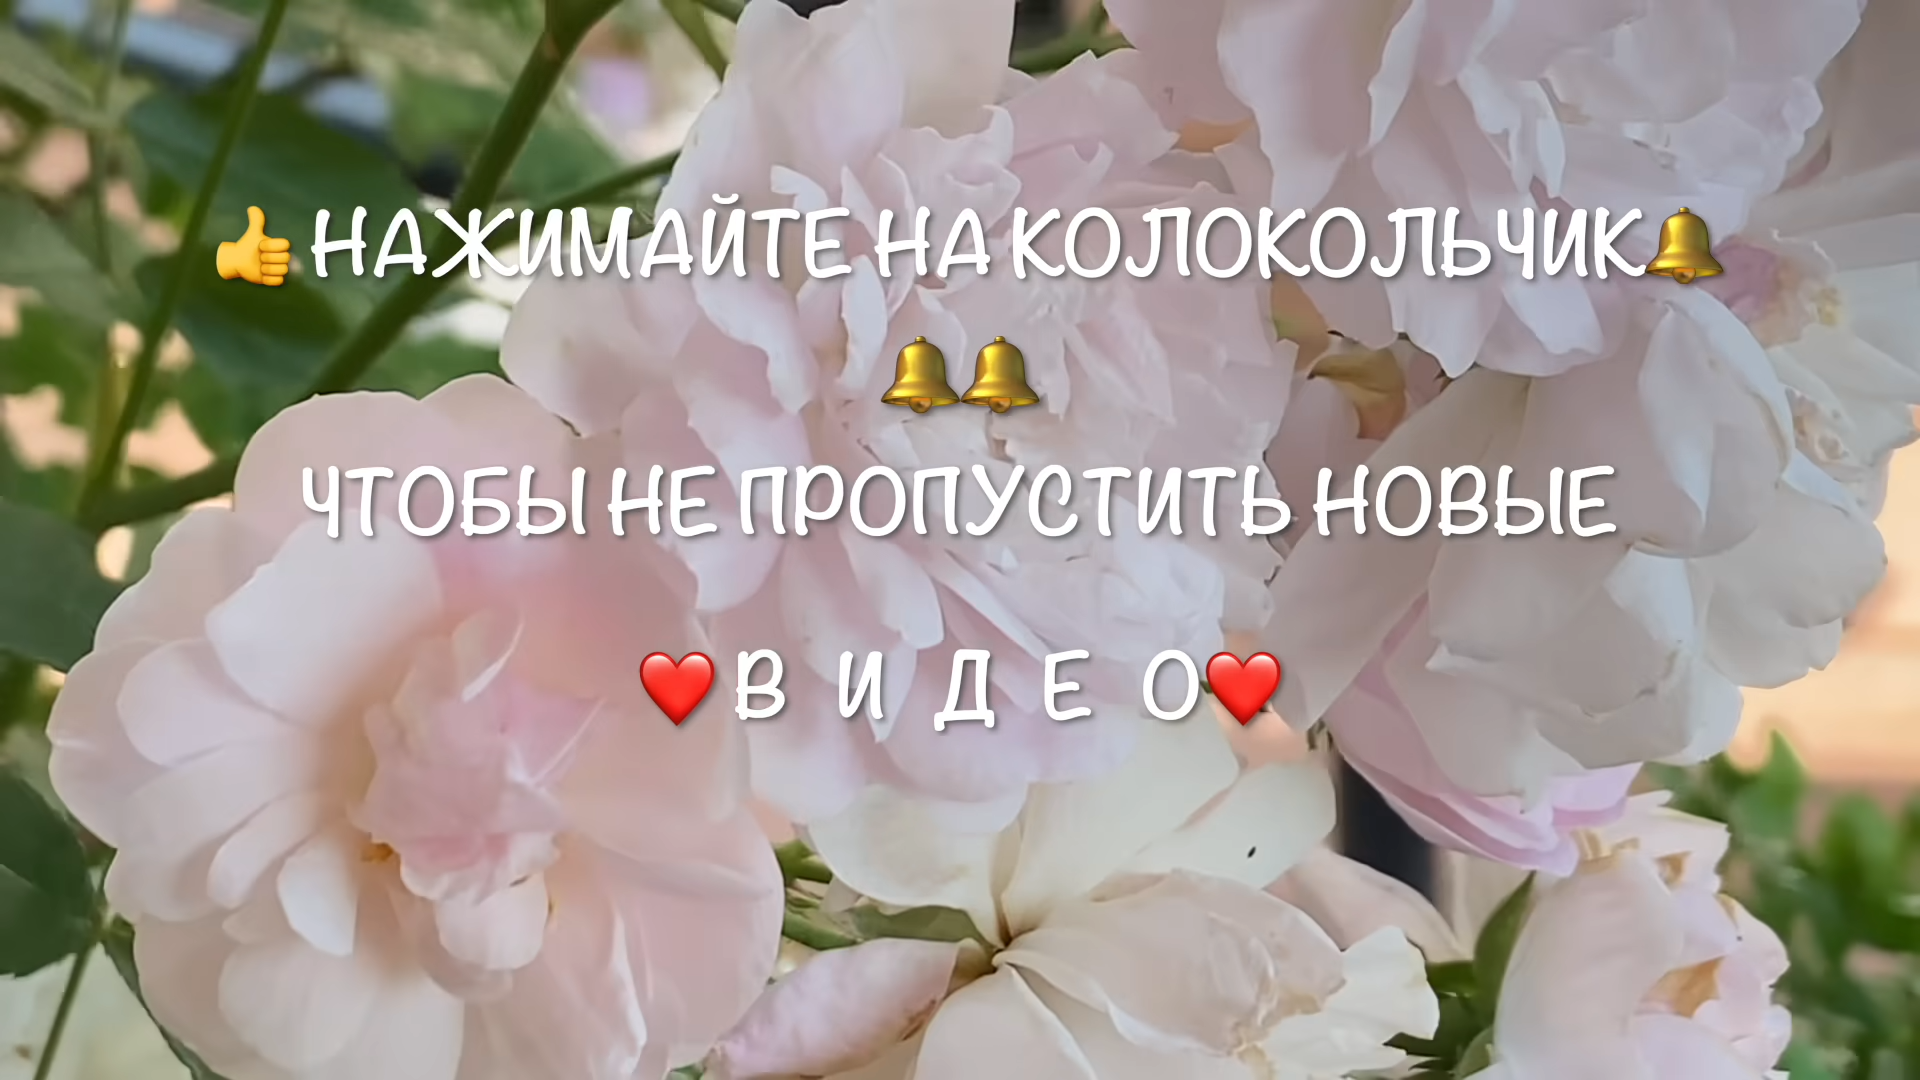 👍НАЖИМАЙТЕ НА КОЛОКОЛЬЧИК🔔
🔔🔔
ЧТОБЫ НЕ ПРОПУСТИТЬ НОВЫЕ
❤️В И Д Е О❤️